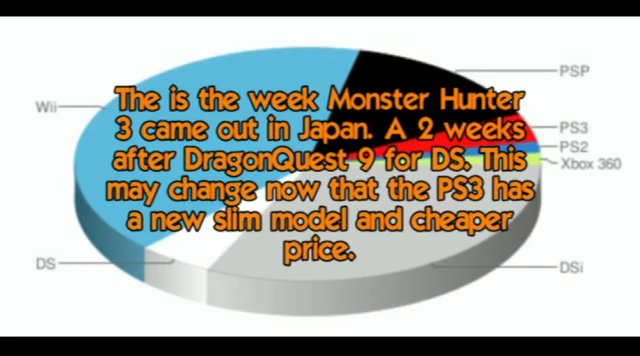 PSP
Wii
PS3
PS2
Xbox 360
DS
DSi
The is the week Monster Hunter
3 came out in Japan. A 2 weeks
after DragonQuest 9 for DS. This
may change now that the PS3 has
a new slim model and cheaper
price.